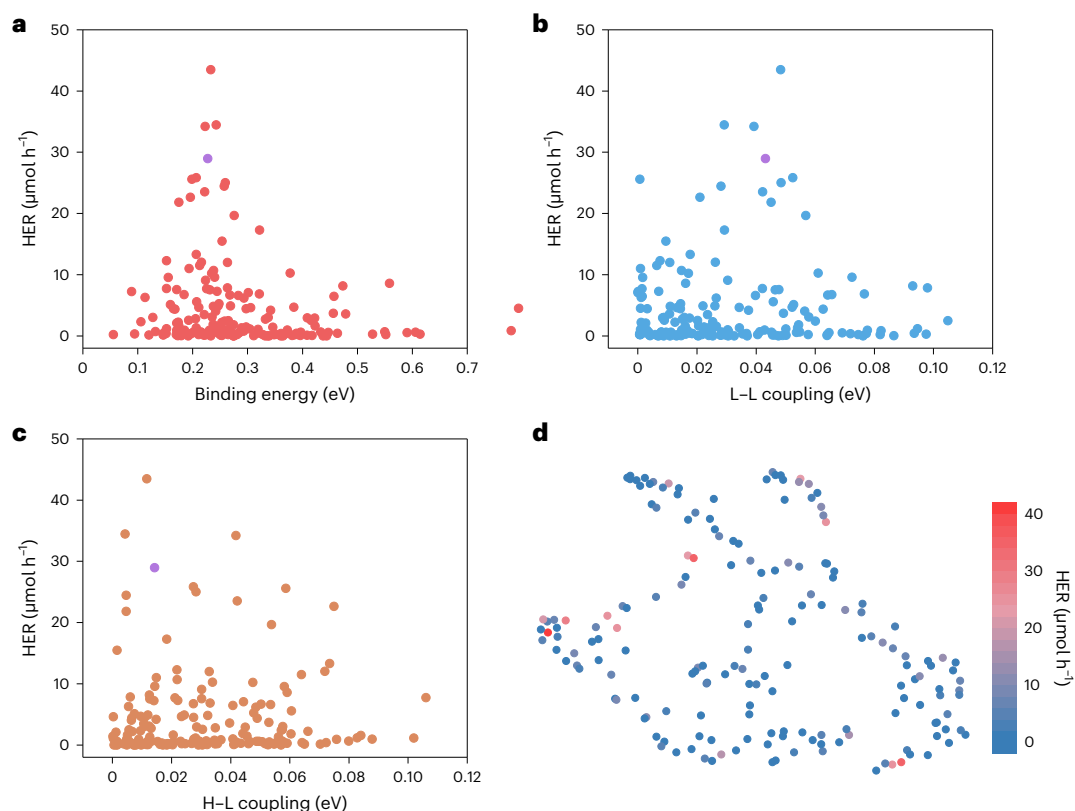 a
50
40
30
20
10
0
HER (μmol h⁻¹)
0 0.1 0.2 0.3 0.4 0.5 0.6 0.7
Binding energy (eV)
b
50
40
30
20
10
0
HER (μmol h⁻¹)
0 0.02 0.04 0.06 0.08 0.10 0.12
L–L coupling (eV)
c
50
40
30
20
10
0
HER (μmol h⁻¹)
0 0.02 0.04 0.06 0.08 0.10 0.12
H–L coupling (eV)
d
40
30
20
10
0
HER (μmol h⁻¹)